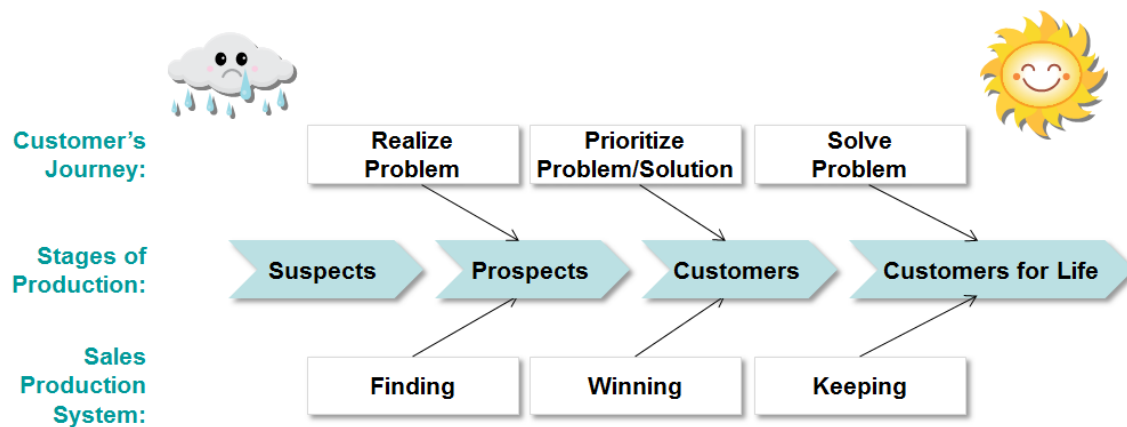 Customer's
Journey:
Realize
Problem
Prioritize
Problem/Solution
Solve
Problem
Stages of
Production:
Suspects
Prospects
Customers
Customers for Life
Sales
Production
System:
Finding
Winning
Keeping